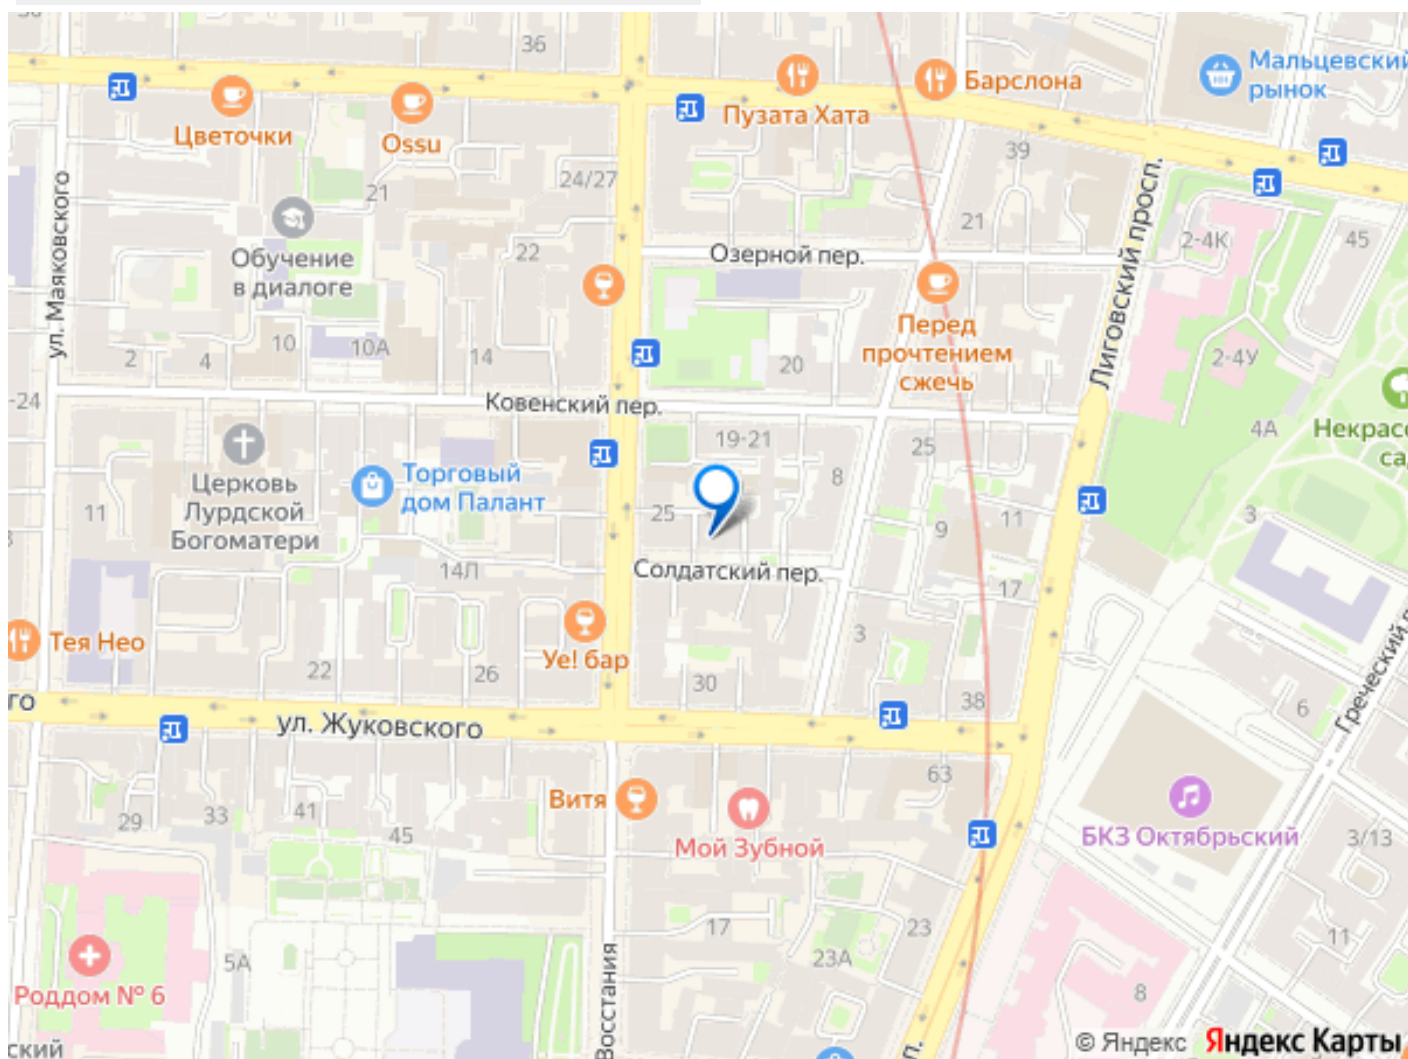 36
Мальцевский
рынок
Барслона
Пузата Хата
Цветочки
Ossu
39
24/27
21
21
Лиговский просп.
ул. Маяковского
2-4К
45
22
Озерной пер.
Обучение
в диалоге
Перед
прочтением
сжечь
10
10А
2
4
14
20
2-4У
-24
Ковенский пер.
4А
Некрасо
са
19-21
25
8
Торговый
дом Палант
Церковь
Лурдской
Богоматери
11
25
9
11
3
14Л
Солдатский пер.
17
3
Тея Нео
Уе! бар
22
26
30
38
6
Греческий п
го
ул. Жуковского
63
Витя
29
33
41
45
Мой Зубной
БКЗ Октябрьский
3/13
17
23
23А
11
5А
Восстания
8
Роддом № 6
ский
п.
© Яндекс Яндекс Карты